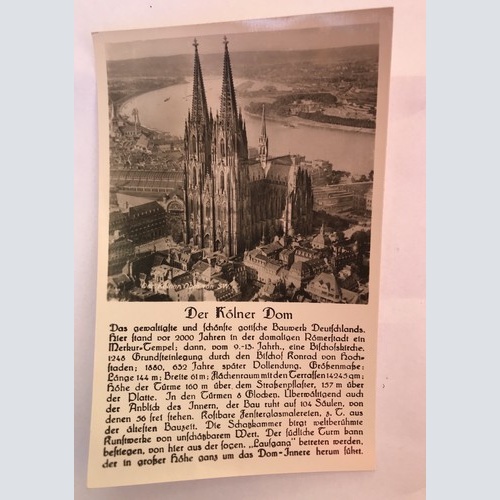 Der Kölner Dom
Das gewaltigste und schönste gotische Bauwerk Deutschlands.
Hier stand vor 2000 Jahren in der damaligen Römerstadt ein
Merkur-Tempel; dann, vom 9.-13. Jahrh., eine Bischofskirche.
1248 Grundsteinlegung durch den Bischof Konrad von Hoch-
staden; 1880, 632 Jahre später Vollendung. Größenmaße:
Länge 144 m; Breite 61 m; Flächenraum mit den Terrassen 14245 qm;
Höhe der Türme 160 m über dem Straßenpflaster, 157 m über
der Platte. In den Türmen 8 Glocken. Überwältigend auch
der Anblick des Innern, der Bau ruht auf 104 Säulen, von
denen 56 frei stehen. Kostbare Fensterglasmalereien, z. T. aus
der ältesten Bauzeit. Die Schatzkammer birgt weltberühmte
Kunstwerke von unschätzbarem Wert. Der südliche Turm kann
bestiegen, von hier aus der sogen. „Laufgang" betreten werden,
der in großer Höhe ganz um das Dom-Innere herum führt.